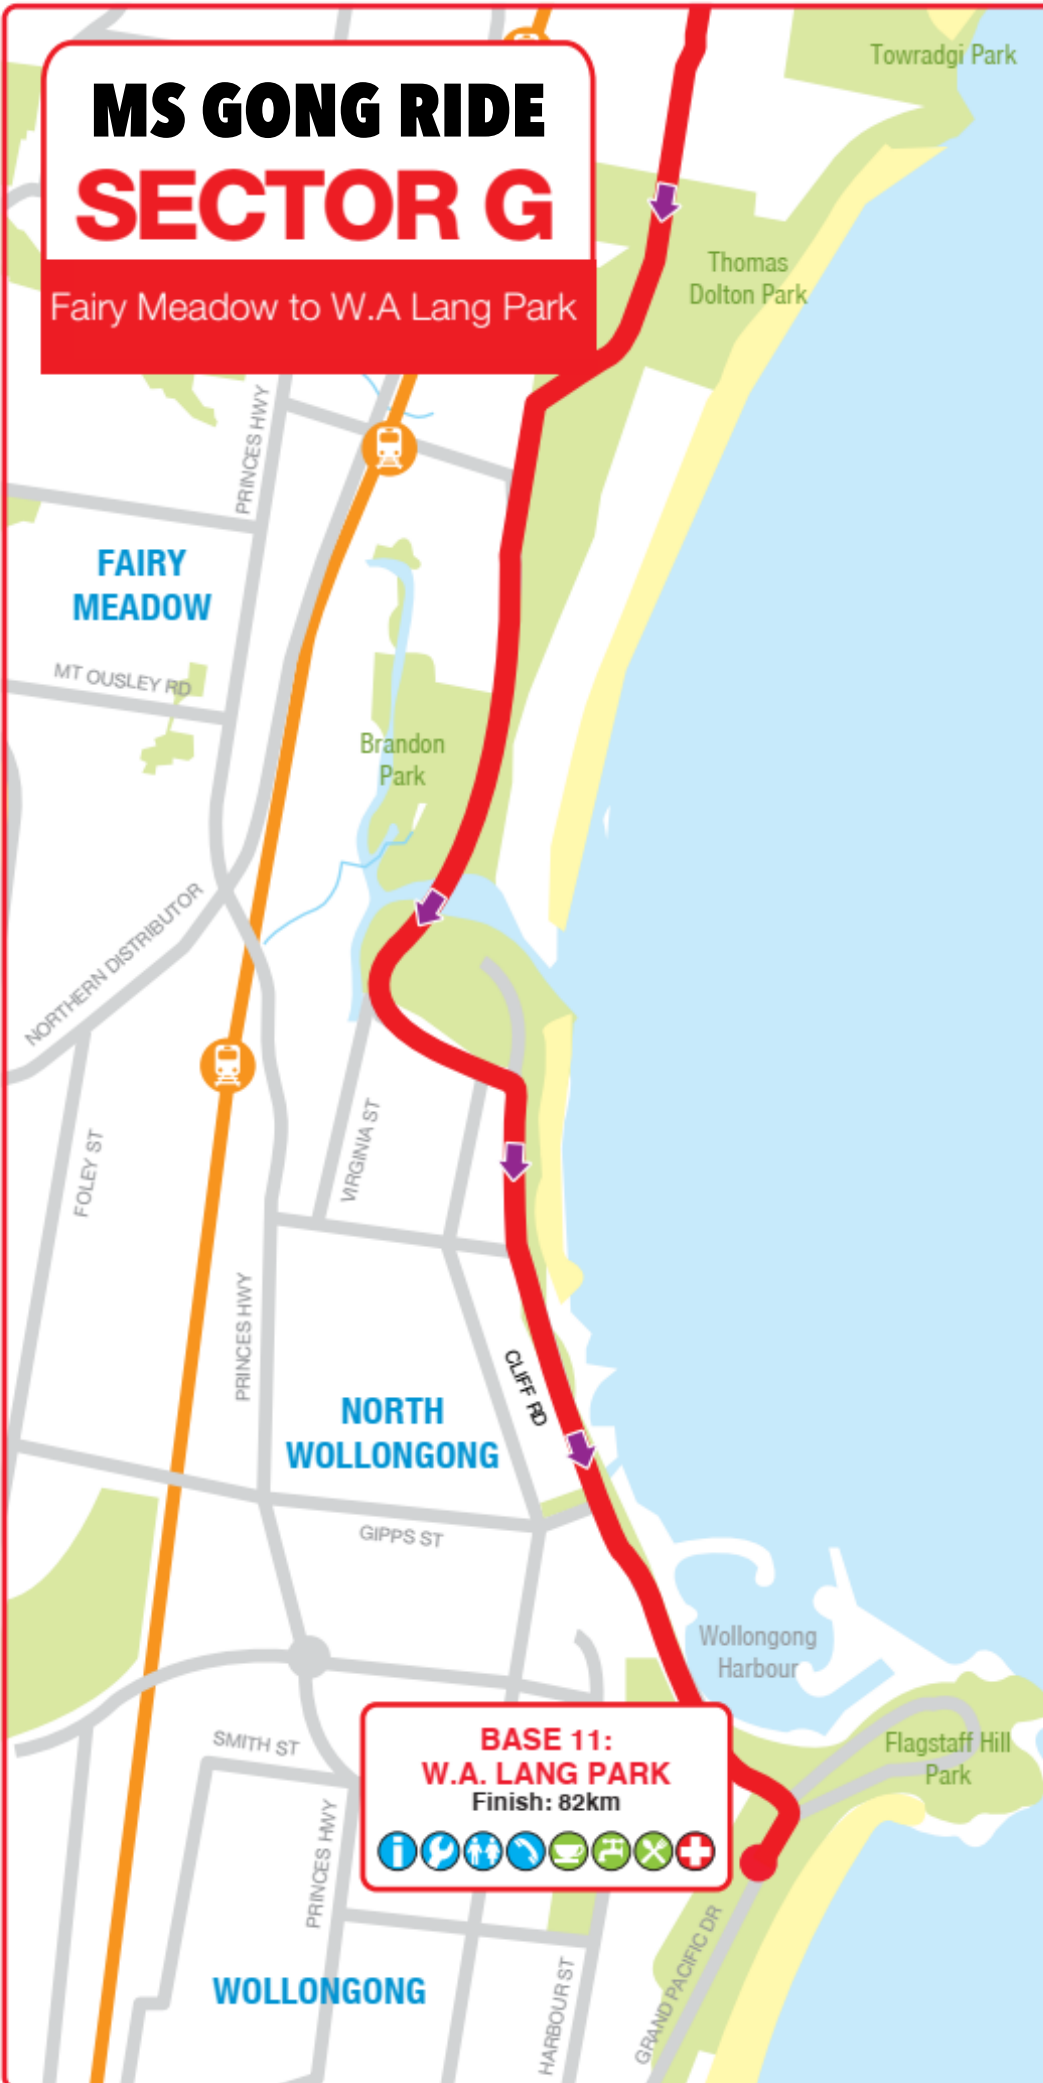 MS GONG RIDE
SECTOR G
Fairy Meadow to W.A Lang Park
Towradgi Park
Thomas
Dolton Park
PRINCES HWY
FAIRY
MEADOW
MT OUSLEY RD
Brandon
Park
NORTHERN DISTRIBUTOR
FOLEY ST
VIRGINIA ST
PRINCES HWY
CLIFF RD
NORTH
WOLLONGONG
GIPPS ST
Wollongong
Harbour
SMITH ST
BASE 11:
W.A. LANG PARK
Finish: 82km
Flagstaff Hill
Park
PRINCES HWY
WOLLONGONG
HARBOUR ST
GRAND PACIFIC DR